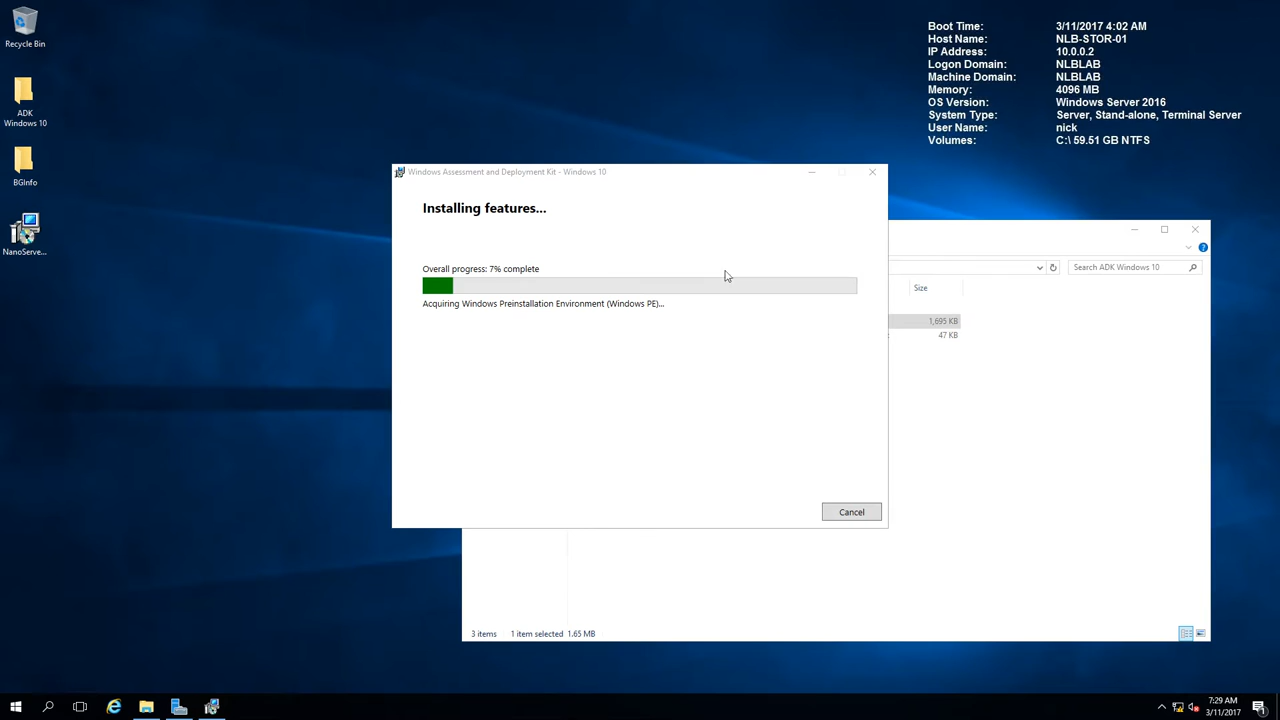 Recycle Bin
ADK
Windows 10
BGInfo
NanoServe...
Boot Time: 3/11/2017 4:02 AM
Host Name: NLB-STOR-01
IP Address: 10.0.0.2
Logon Domain: NLBLAB
Machine Domain: NLBLAB
Memory: 4096 MB
OS Version: Windows Server 2016
System Type: Server, Stand-alone, Terminal Server
User Name: nick
Volumes: C:\ 59.51 GB NTFS
Windows Assessment and Deployment Kit - Windows 10
Installing features...
Overall progress: 7% complete
Acquiring Windows Preinstallation Environment (Windows PE)...
Cancel
Search ADK Windows 10
Size
1,695 KB
47 KB
3 items 1 item selected 1.65 MB
7:29 AM
3/11/2017
1